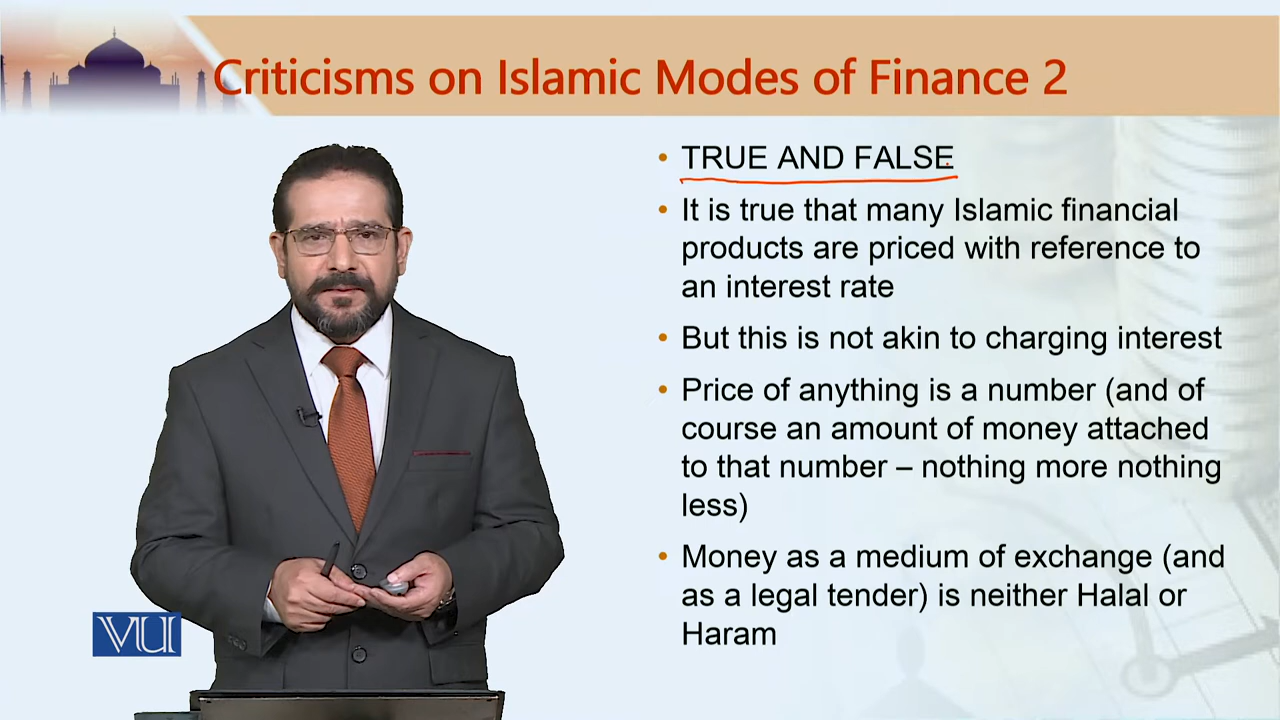 Criticisms on Islamic Modes of Finance 2
• TRUE AND FALSE
• It is true that many Islamic financial
products are priced with reference to
an interest rate
• But this is not akin to charging interest
• Price of anything is a number (and of
course an amount of money attached
to that number – nothing more nothing
less)
• Money as a medium of exchange (and
as a legal tender) is neither Halal or
Haram
VU